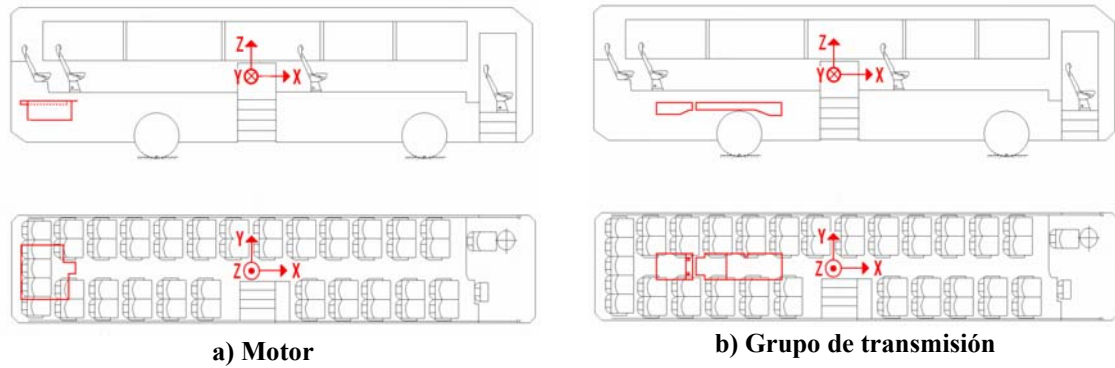 Z
Y X
Y
Z X
a) Motor
Z
Y X
Y
Z X
b) Grupo de transmisión